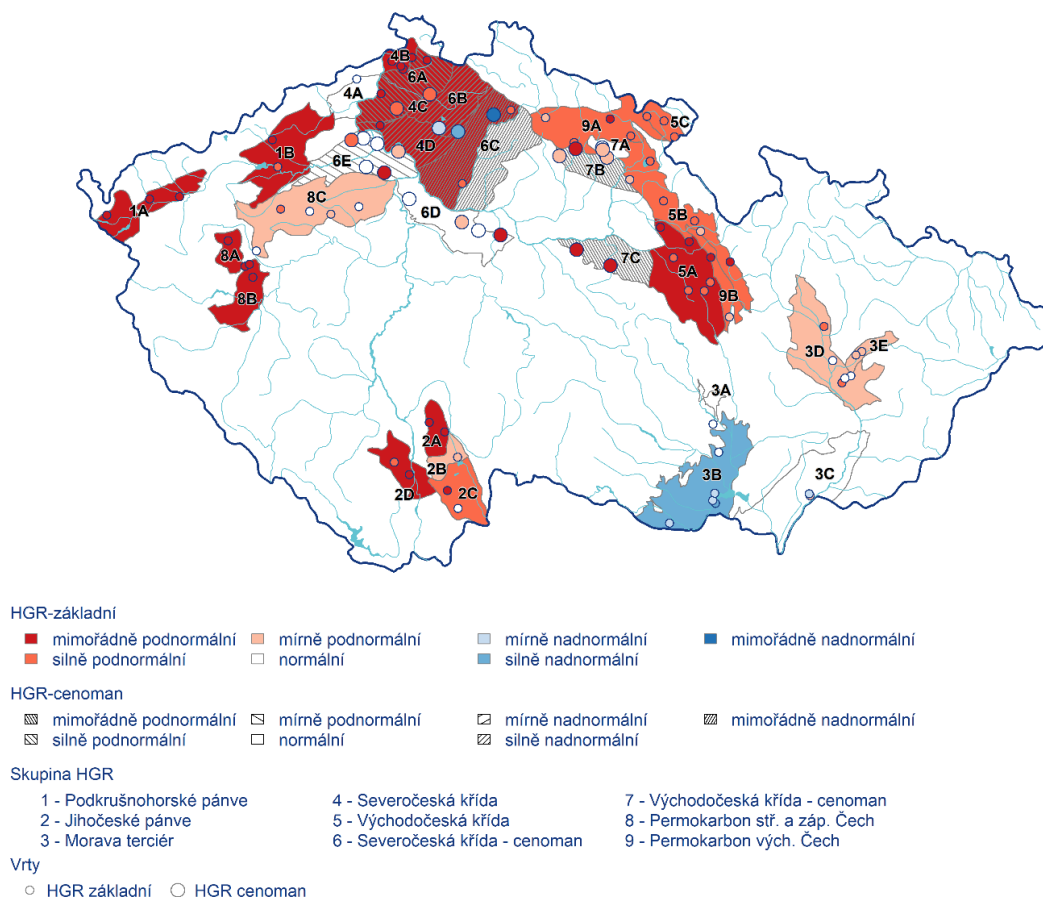 4B
6A
4A
6B
4C
9A
5C
7A
4D
6C
1B
6E
7B
1A
8C
6D
5B
8A
7C
5A
8B
9B
3D
3E
3A
2A
2B
3B
3C
2D
2C
HGR-základní
mimořádně podnormální mírně podnormální mírně nadnormální mimořádně nadnormální
silně podnormální normální silně nadnormální
HGR-cenoman
mimořádně podnormální mírně podnormální mírně nadnormální mimořádně nadnormální
silně podnormální normální silně nadnormální
Skupina HGR
1 - Podkrušnohorské pánve 4 - Severočeská křída 7 - Východočeská křída - cenoman
2 - Jihočeské pánve 5 - Východočeská křída 8 - Permokarbon stř. a záp. Čech
3 - Morava terciér 6 - Severočeská křída - cenoman 9 - Permokarbon vých. Čech
Vrty
HGR základní HGR cenoman